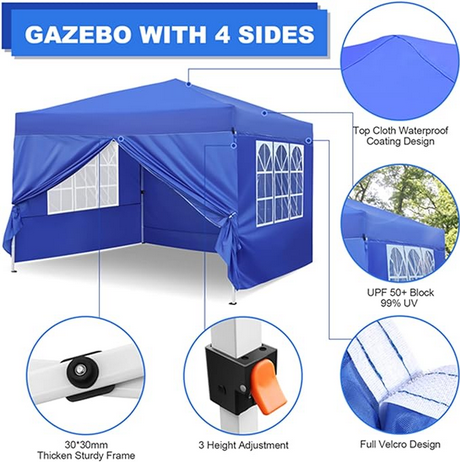 GAZEBO WITH 4 SIDES
Top Cloth Waterproof
Coating Design
UPF 50+ Block
99% UV
30*30mm
Thicken Sturdy Frame
3 Height Adjustment
Full Velcro Design